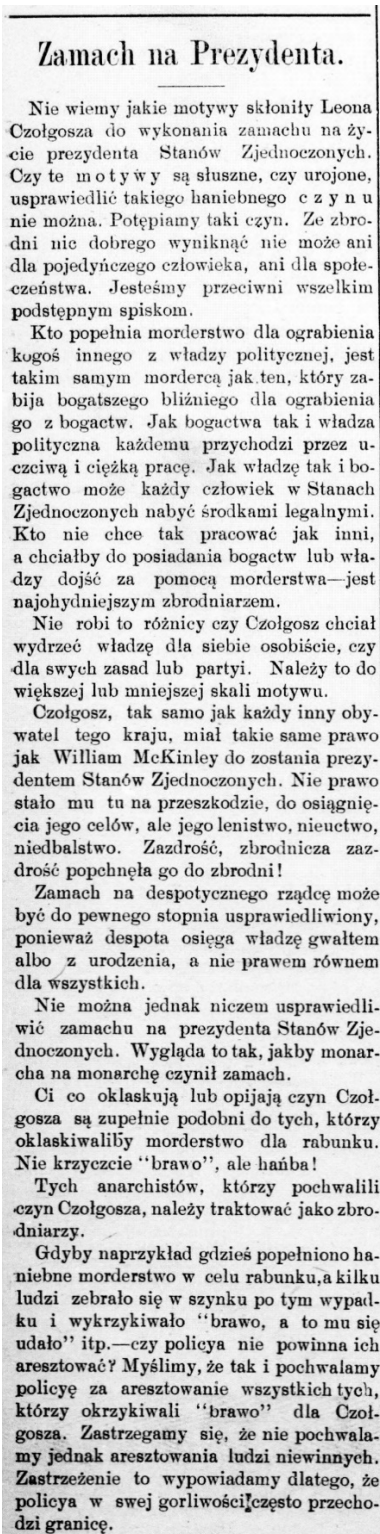 Zamach na Prezydenta.
Nie wiemy jakie motywy skłoniły Leona
Czołgosza do wykonania zamachu na ży-
cie prezydenta Stanów Zjednoczonych.
Czy te motywy są słuszne, czy urojone,
usprawiedlić takiego haniebnego czynu
nie można. Potępiamy taki czyn. Ze zbro-
dni nic dobrego wyniknąć nie może ani
dla pojedyńczego człowieka, ani dla społe-
czeństwa. Jesteśmy przeciwni wszelkim
podstępnym spiskom.
Kto popełnia morderstwo dla ograbienia
kogoś innego z władzy politycznej, jest
takim samym mordercą jak ten, który za-
bija bogatszego bliźniego dla ograbienia
go z bogactw. Jak bogactwa tak i władza
polityczna każdemu przychodzi przez u-
czciwą i ciężką pracę. Jak władzę tak i bo-
gactwo może każdy człowiek w Stanach
Zjednoczonych nabyć środkami legalnymi.
Kto nie chce tak pracować jak inni,
a chciałby do posiadania bogactw lub wła-
dzy dojść za pomocą morderstwa—jest
najohydniejszym zbrodniarzem.
Nie robi to różnicy czy Czołgosz chciał
wydrzeć władzę dla siebie osobiście, czy
dla swych zasad lub partyi. Należy to do
większej lub mniejszej skali motywu.
Czołgosz, tak samo jak każdy inny oby-
watel tego kraju, miał takie same prawo
jak William McKinley do zostania prezy-
dentem Stanów Zjednoczonych. Nie prawo
stało mu tu na przeszkodzie, do osiągnię-
cia jego celów, ale jego lenistwo, nieuctwo,
niedbalstwo. Zazdrość, zbrodnicza zaz-
drość popchnęła go do zbrodni!
Zamach na despotycznego rządcę może
być do pewnego stopnia usprawiedliwiony,
ponieważ despota osięga władzę gwałtem
albo z urodzenia, a nie prawem równem
dla wszystkich.
Nie można jednak niczem usprawiedli-
wić zamachu na prezydenta Stanów Zje-
dnoczonych. Wygląda to tak, jakby monar-
cha na monarchę czynił zamach.
Ci co oklaskują lub opijają czyn Czoł-
gosza są zupełnie podobni do tych, którzy
oklaskiwaliby morderstwo dla rabunku.
Nie krzyczcie “brawo”, ale hańba!
Tych anarchistów, którzy pochwalili
czyn Czołgosza, należy traktować jako zbro-
dniarzy.
Gdyby naprzykład gdzieś popełniono ha-
niebne morderstwo w celu rabunku,a kilku
ludzi zebrało się w szynku po tym wypad-
ku i wykrzykiwało “brawo, a to mu się
udało” itp.—czy policya nie powinna ich
aresztować? Myślimy, że tak i pochwalamy
policyę za aresztowanie wszystkich tych,
którzy okrzykiwali “brawo” dla Czoł-
gosza. Zastrzegamy się, że nie pochwala-
my jednak aresztowania ludzi niewinnych.
Zastrzeżenie to wypowiadamy dlatego, że
policya w swej gorliwości często przecho-
dzi granicę.